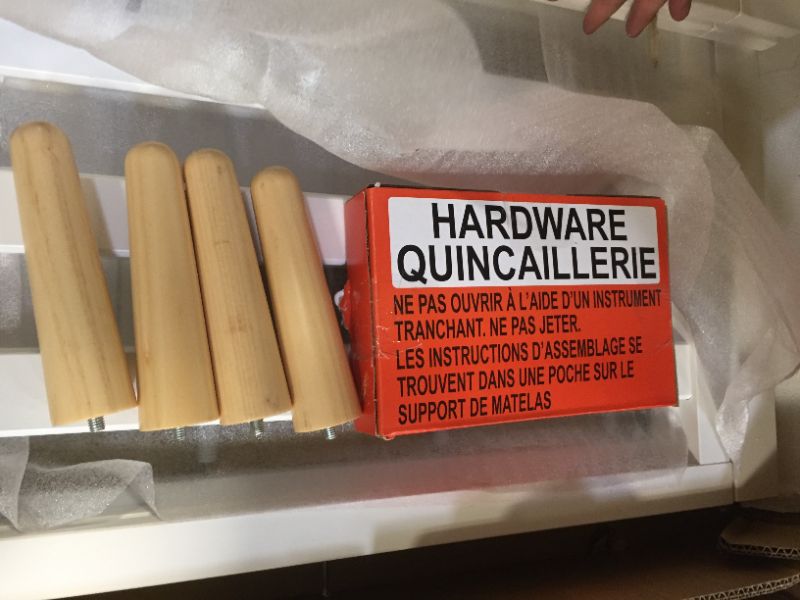 HARDWARE
QUINCAILLERIE
NE PAS OUVRIR À L'AIDE D'UN INSTRUMENT
TRANCHANT. NE PAS JETER.
LES INSTRUCTIONS D'ASSEMBLAGE SE
TROUVENT DANS UNE POCHE SUR LE
SUPPORT DE MATELAS